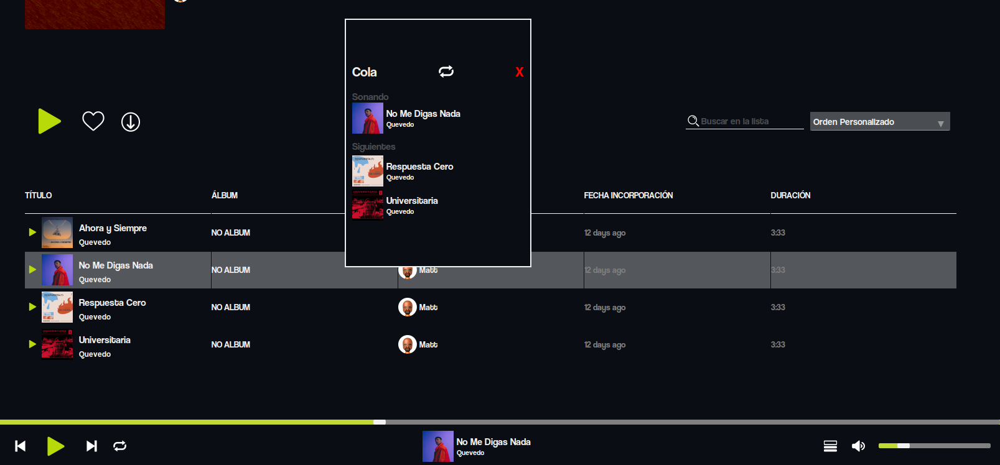 Cola
X
Sonando
No Me Digas Nada
Quevedo
Siguientes
Respuesta Cero
Quevedo
Universitaria
Quevedo
Buscar en la lista
Orden Personalizado
TÍTULO ÁLBUM FECHA INCORPORACIÓN DURACIÓN
Ahora y Siempre
Quevedo
NO ALBUM 12 days ago 3:33
No Me Digas Nada
Quevedo
NO ALBUM Matt 12 days ago 3:33
Respuesta Cero
Quevedo
NO ALBUM Matt 12 days ago 3:33
Universitaria
Quevedo
NO ALBUM Matt 12 days ago 3:33
No Me Digas Nada
Quevedo